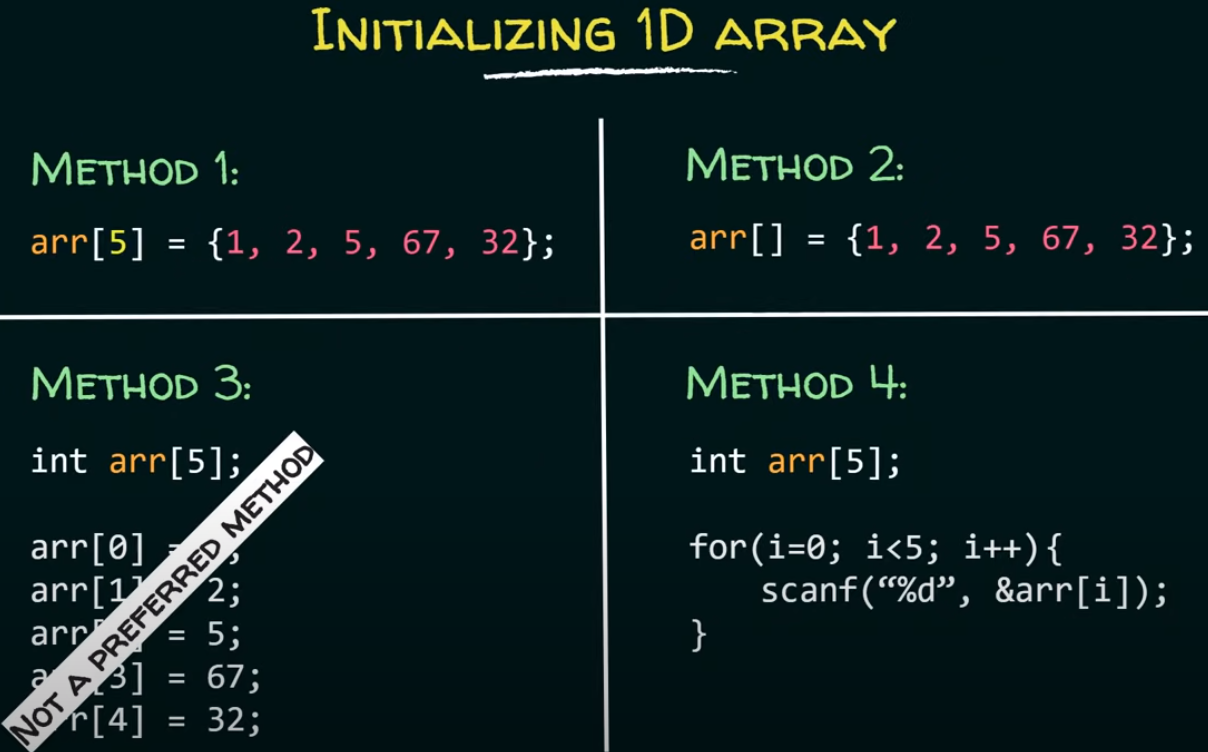 INITIALIZING 1D ARRAY
METHOD 1:
arr[5] = {1, 2, 5, 67, 32};
METHOD 2:
arr[] = {1, 2, 5, 67, 32};
METHOD 3:
int arr[5];
arr[0] = ;
arr[1] 2;
arr = 5;
a 3] = 67;
r[4] = 32;
NOT A PREFERRED METHOD
METHOD 4:
int arr[5];
for(i=0; i<5; i++){
scanf(“%d”, &arr[i]);
}